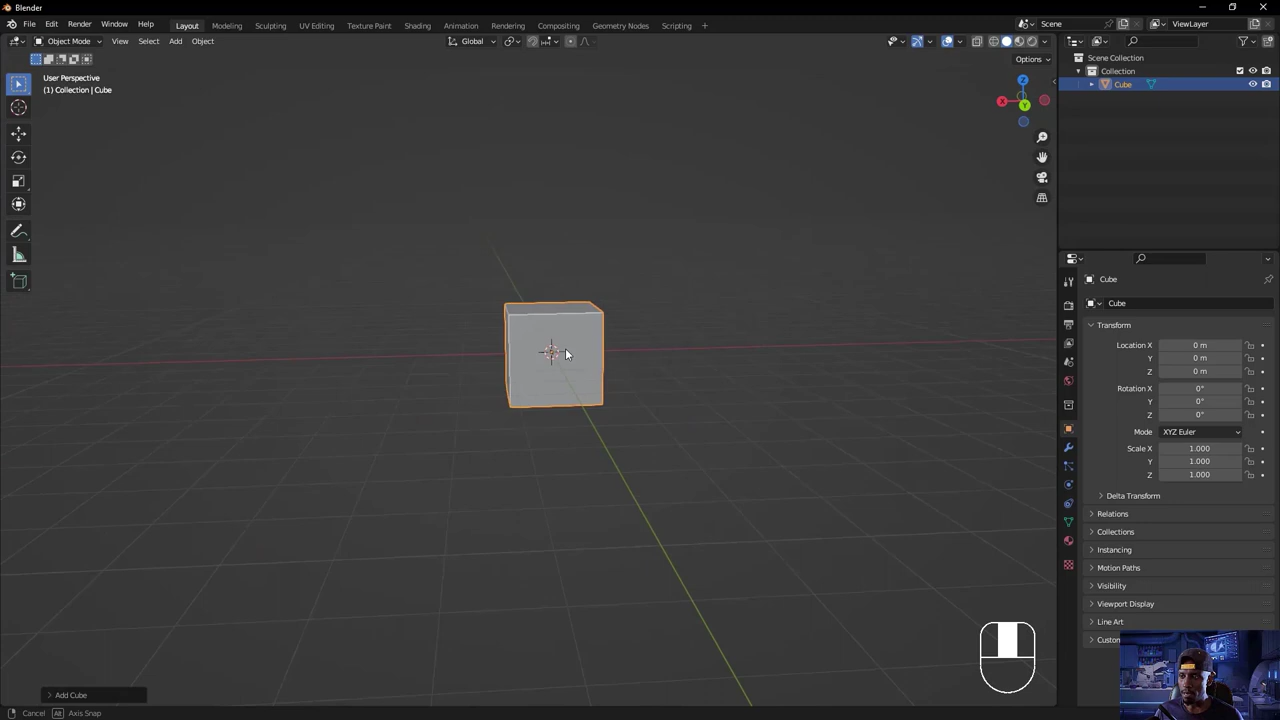 Blender
File Edit Render Window Help Layout Modeling Sculpting UV Editing Texture Paint Shading Animation Rendering Compositing Geometry Nodes Scripting + Scene ViewLayer
Object Mode View Select Add Object Global
Options
User Perspective
(1) Collection | Cube
X Y Z
Scene Collection
Collection
Cube
Cube
Cube
Transform
Location X 0 m
Y 0 m
Z 0 m
Rotation X 0°
Y 0°
Z 0°
Mode XYZ Euler
Scale X 1.000
Y 1.000
Z 1.000
Delta Transform
Relations
Collections
Instancing
Motion Paths
Visibility
Viewport Display
Line Art
Custom
Add Cube
Cancel Alt Axis Snap